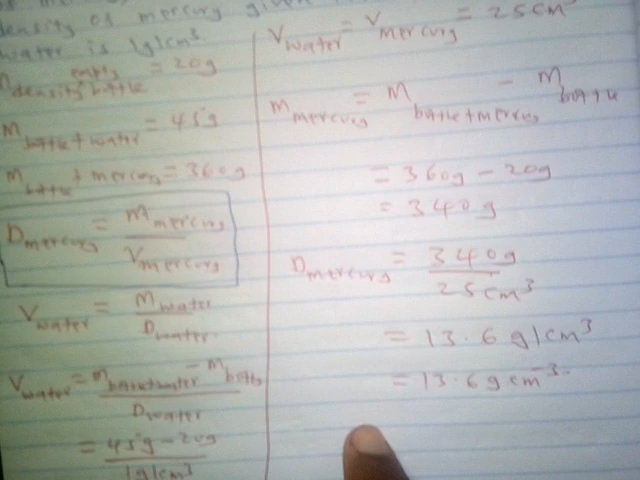 density of mercury given
water is 1g/cm³
m empty density bottle = 20g
m bottle + water = 45g
m bottle + mercury = 360g
D mercury = m mercury / V mercury
V water = m water / D water
V water = m bottle + water - m bottle / D water
= 45g - 20g / 1g/cm³
V water = V mercury = 25cm³
m mercury = m bottle + mercury - m bottle
= 360g - 20g
= 340g
D mercury = 340g / 25cm³
= 13.6 g/cm³
= 13.6 g cm⁻³